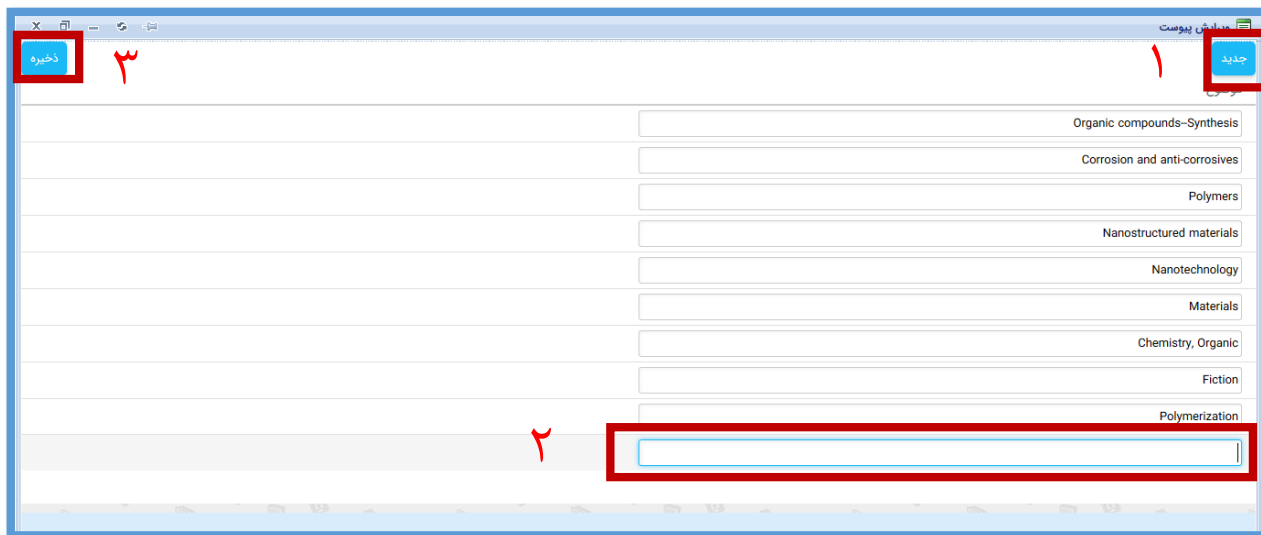 ویرایش پیوست
جدید ۱ ۳ ذخیره
موضوع
Organic compounds--Synthesis
Corrosion and anti-corrosives
Polymers
Nanostructured materials
Nanotechnology
Materials
Chemistry, Organic
Fiction
Polymerization
۲